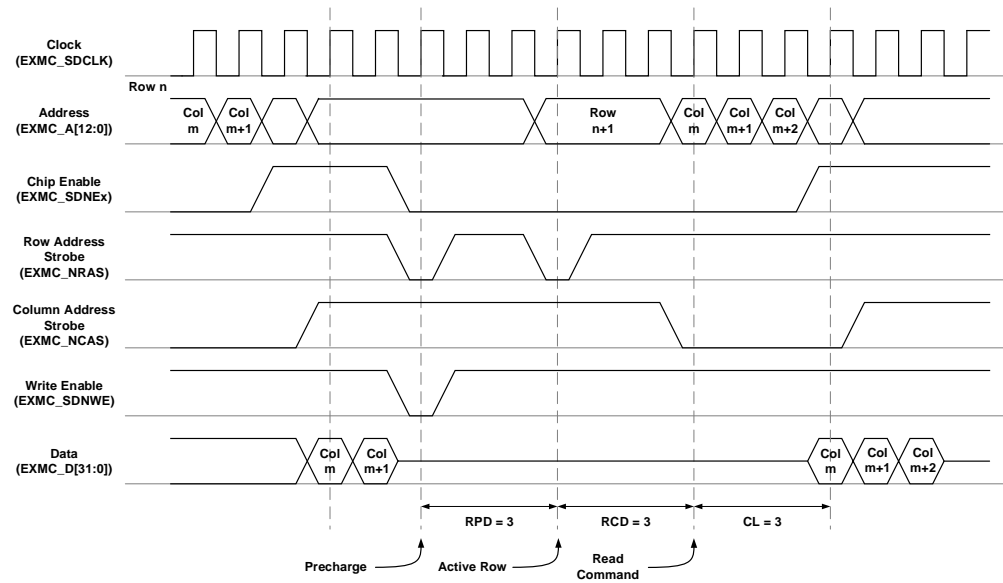 Clock
(EXMC_SDCLK)
Row n
Address
(EXMC_A[12:0])
Col
m
Col
m+1
Row
n+1
Col
m
Col
m+1
Col
m+2
Chip Enable
(EXMC_SDNEx)
Row Address
Strobe
(EXMC_NRAS)
Column Address
Strobe
(EXMC_NCAS)
Write Enable
(EXMC_SDNWE)
Data
(EXMC_D[31:0])
Col
m
Col
m+1
Col
m
Col
m+1
Col
m+2
RPD = 3
RCD = 3
CL = 3
Precharge
Active Row
Read
Command